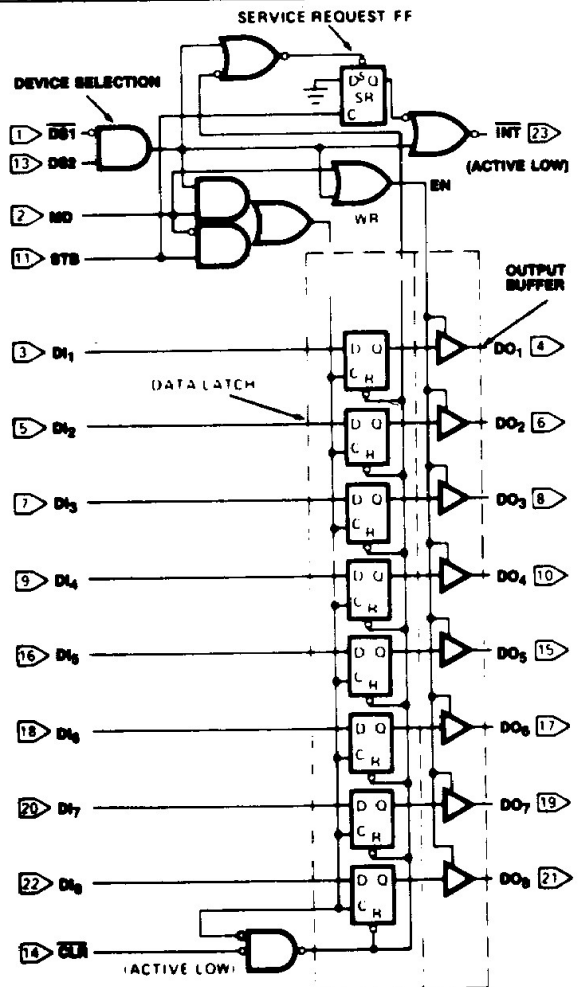 SERVICE REQUEST FF
DEVICE SELECTION
D S Q
SR
C
1 DS1
13 DS2
INT 23
(ACTIVE LOW)
2 MD
EN
WR
11 STB
OUTPUT
BUFFER
3 DI1
D Q
C R
DO1 4
DATA LATCH
5 DI2
D Q
C R
DO2 6
7 DI3
D Q
C R
DO3 8
9 DI4
D Q
C R
DO4 10
16 DI5
D Q
C R
DO5 15
18 DI6
D Q
C R
DO6 17
20 DI7
D Q
C R
DO7 19
22 DI8
D Q
C R
DO8 21
14 CLR
(ACTIVE LOW)